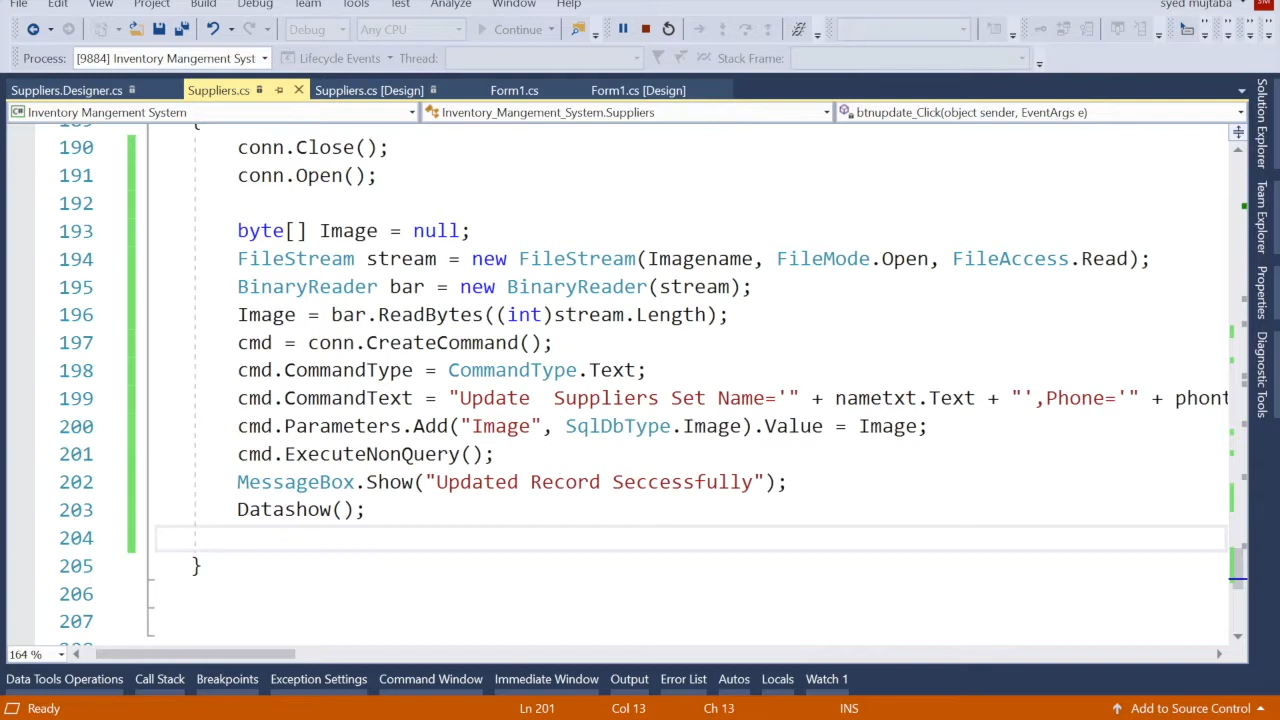 File Edit View Project Build Debug Team Tools Test Analyze Window Help syed mujtaba
Debug Any CPU Continue
Process: [9884] Inventory Mangement Syst Lifecycle Events Thread: Stack Frame:
Suppliers.Designer.cs Suppliers.cs Suppliers.cs [Design] Form1.cs Form1.cs [Design]
Inventory Mangement System Inventory_Mangement_System.Suppliers btnupdate_Click(object sender, EventArgs e)
189 {
190 conn.Close();
191 conn.Open();
192
193 byte[] Image = null;
194 FileStream stream = new FileStream(Imagename, FileMode.Open, FileAccess.Read);
195 BinaryReader bar = new BinaryReader(stream);
196 Image = bar.ReadBytes((int)stream.Length);
197 cmd = conn.CreateCommand();
198 cmd.CommandType = CommandType.Text;
199 cmd.CommandText = "Update  Suppliers Set Name='" + nametxt.Text + "',Phone='" + phont
200 cmd.Parameters.Add("Image", SqlDbType.Image).Value = Image;
201 cmd.ExecuteNonQuery();
202 MessageBox.Show("Updated Record Seccessfully");
203 Datashow();
204
205 }
206
207
Solution Explorer
Team Explorer
Properties
Diagnostic Tools
164 %
Data Tools Operations Call Stack Breakpoints Exception Settings Command Window Immediate Window Output Error List Autos Locals Watch 1
Ready Ln 201 Col 13 Ch 13 INS Add to Source Control